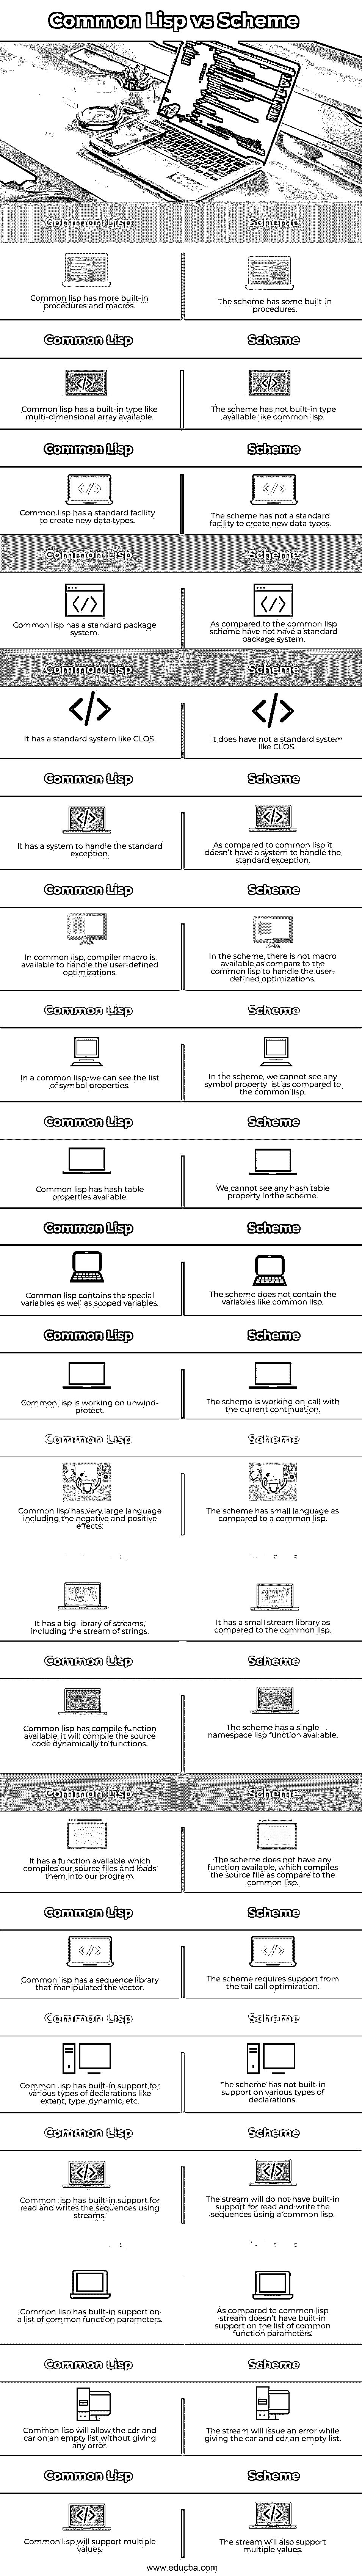 Common Lisp vs Scheme
Common Lisp
Scheme
Common lisp has more built-in
procedures and macros.
The scheme has some built-in
procedures.
Common Lisp
Scheme
Common lisp has a built-in type like
multi-dimensional array available.
The scheme has not built-in type
available like common lisp.
Common Lisp
Scheme
Common lisp has a standard facility
to create new data types.
The scheme has not a standard
facility to create new data types.
Common Lisp
Scheme
Common lisp has a standard package
system.
As compared to the common lisp
scheme have not have a standard
package system.
Common Lisp
Scheme
It has a standard system like CLOS.
It does have not a standard system
like CLOS.
Common Lisp
Scheme
It has a system to handle the standard
exception.
As compared to common lisp it
doesn't have a system to handle the
standard exception.
Common Lisp
Scheme
In common lisp, compiler macro is
available to handle the user-defined
optimizations.
In the scheme, there is not macro
available as compare to the
common lisp to handle the user-
defined optimizations.
Common Lisp
Scheme
In a common lisp, we can see the list
of symbol properties.
In the scheme, we cannot see any
symbol property list as compared to
the common lisp.
Common Lisp
Scheme
Common lisp has hash table
properties available.
We cannot see any hash table
property in the scheme.
Common Lisp
Scheme
Common lisp contains the special
variables as well as scoped variables.
The scheme does not contain the
variables like common lisp.
Common Lisp
Scheme
Common lisp is working on unwind-
protect.
The scheme is working on-call with
the current continuation.
Common Lisp
Scheme
Common lisp has very large language
including the negative and positive
effects.
The scheme has small language as
compared to a common lisp.
It has a big library of streams,
including the stream of strings.
It has a small stream library as
compared to the common lisp.
Common Lisp
Scheme
Common lisp has compile function
available, it will compile the source
code dynamically to functions.
The scheme has a single
namespace lisp function available.
Common Lisp
Scheme
It has a function available which
compiles our source files and loads
them into our program.
The scheme does not have any
function available, which compiles
the source file as compare to the
common lisp.
Common Lisp
Scheme
Common lisp has a sequence library
that manipulated the vector.
The scheme requires support from
the tail call optimization.
Common Lisp
Scheme
Common lisp has built-in support for
various types of declarations like
extent, type, dynamic, etc.
The scheme has not built-in
support on various types of
declarations.
Common Lisp
Scheme
Common lisp has built-in support for
read and writes the sequences using
streams.
The stream will do not have built-in
support for read and write the
sequences using a common lisp.
Common lisp has built-in support on
a list of common function parameters.
As compared to common lisp
stream doesn't have built-in
support on the list of common
function parameters.
Common Lisp
Scheme
Common lisp will allow the cdr and
car on an empty list without giving
any error.
The stream will issue an error while
giving the car and cdr an empty list.
Common Lisp
Scheme
Common lisp will support multiple
values.
The stream will also support
multiple values.
www.educba.com